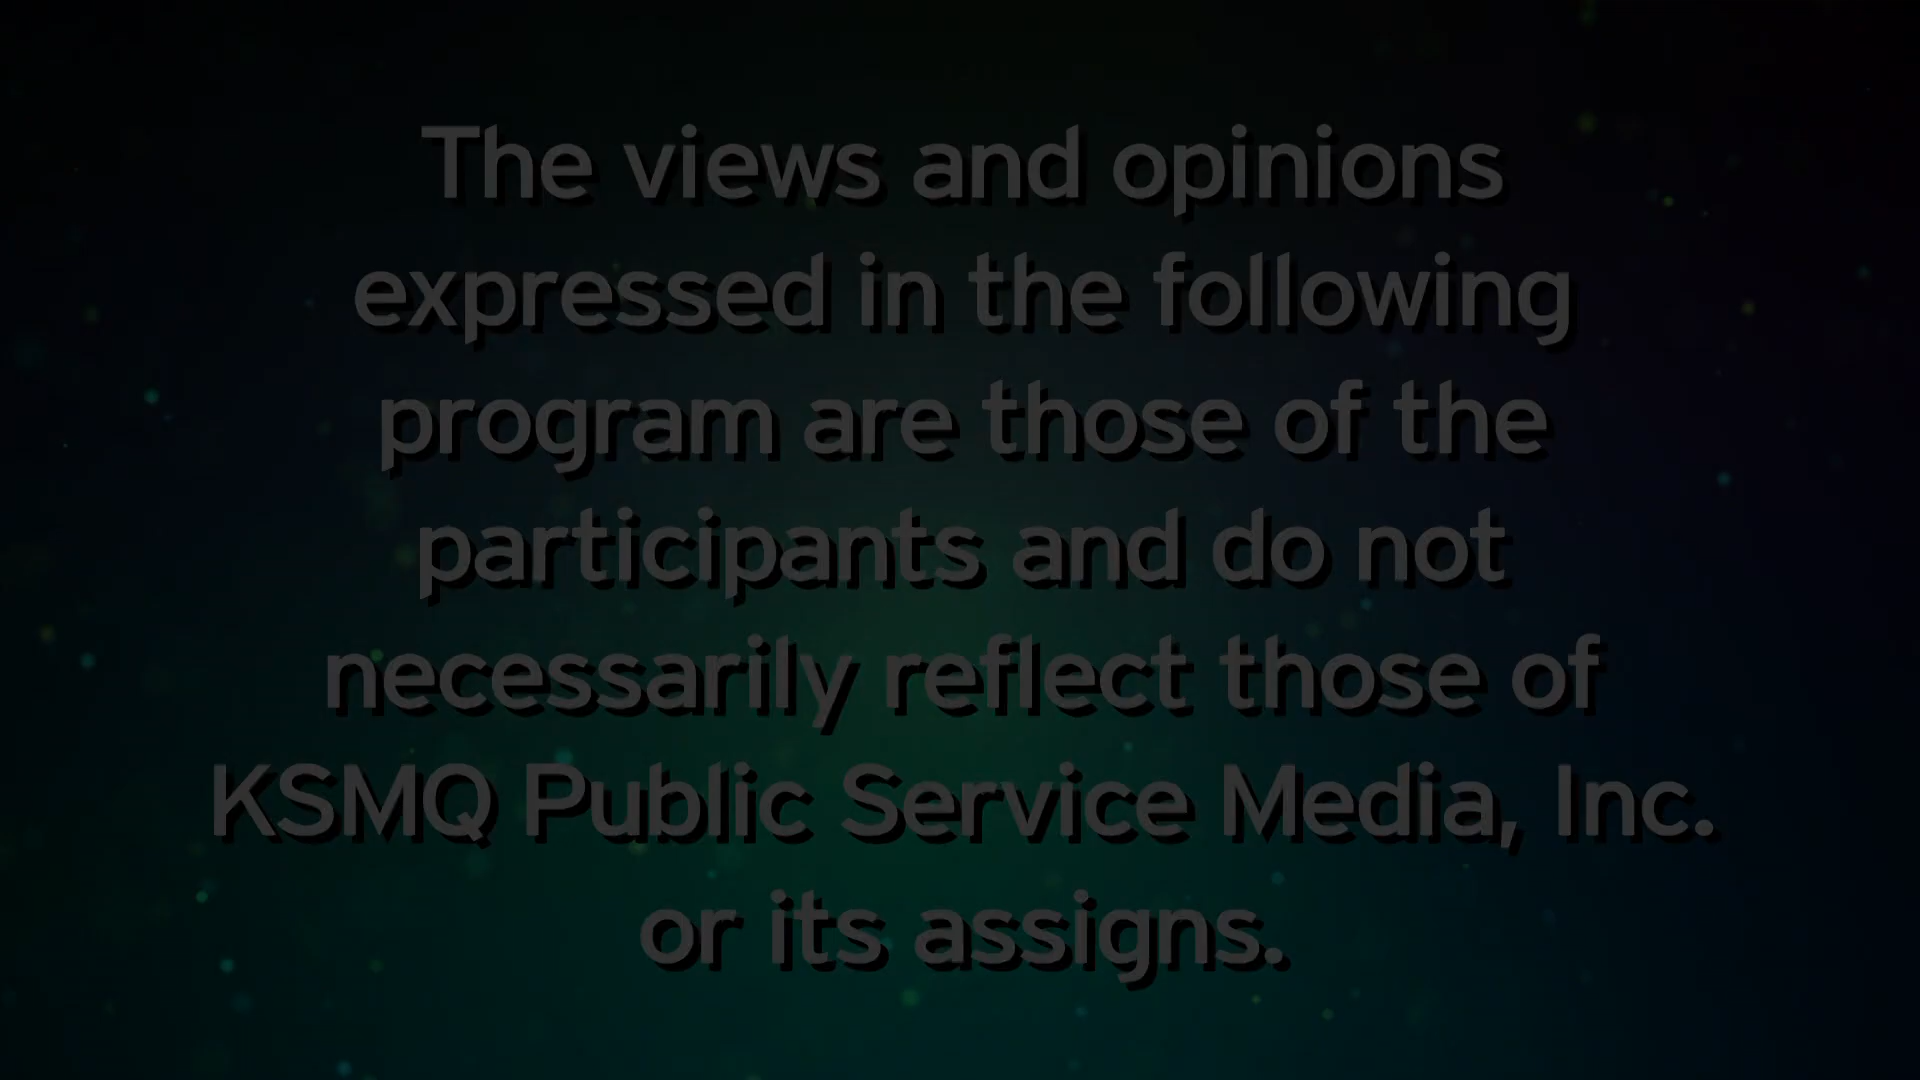 The views and opinions
expressed in the following
program are those of the
participants and do not
necessarily reflect those of
KSMQ Public Service Media, Inc.
or its assigns.